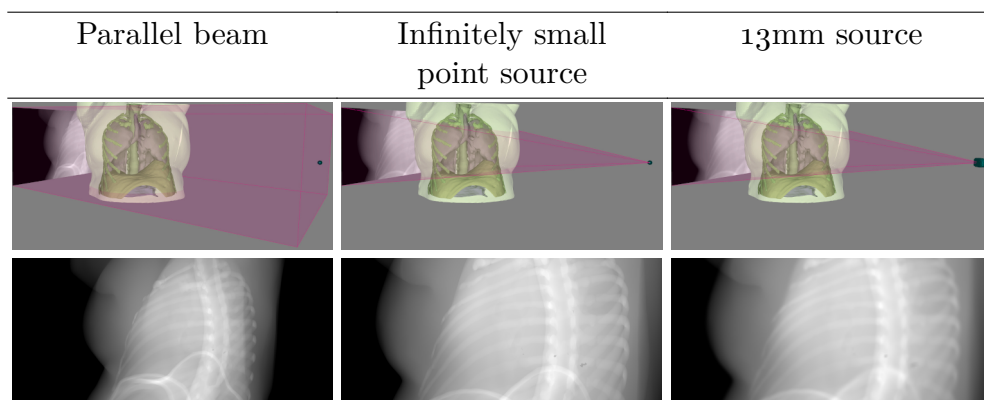 Parallel beam
Infinitely small
point source
13mm source